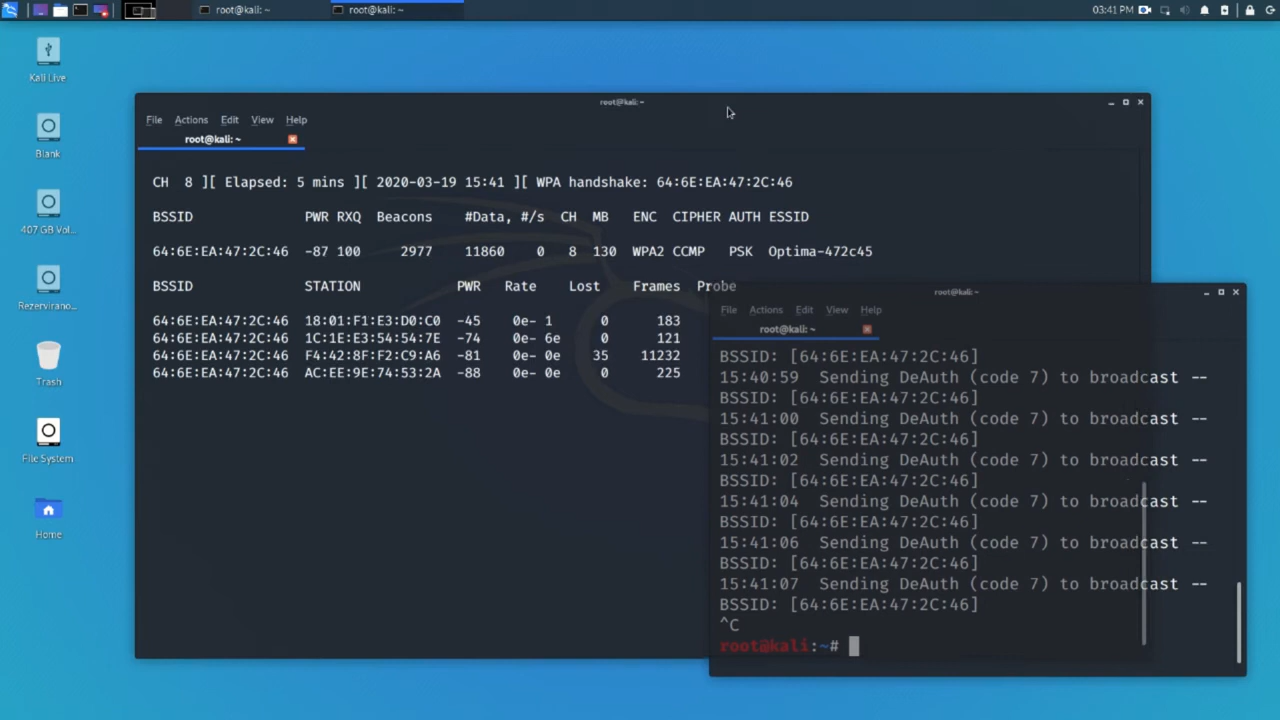 root@kali: ~
root@kali: ~
03:41 PM
Kali Live
Blank
407 GB Vol...
Rezervirano...
Trash
File System
Home
root@kali: ~
File Actions Edit View Help
root@kali: ~
CH 8 ][ Elapsed: 5 mins ][ 2020-03-19 15:41 ][ WPA handshake: 64:6E:EA:47:2C:46
BSSID PWR RXQ Beacons #Data, #/s CH MB ENC CIPHER AUTH ESSID
64:6E:EA:47:2C:46 -87 100 2977 11860 0 8 130 WPA2 CCMP PSK Optima-472c45
BSSID STATION PWR Rate Lost Frames Probe
64:6E:EA:47:2C:46 18:01:F1:E3:D0:C0 -45 0e- 1 0 183
64:6E:EA:47:2C:46 1C:1E:E3:54:54:7E -74 0e- 6e 0 121
64:6E:EA:47:2C:46 F4:42:8F:F2:C9:A6 -81 0e- 0e 35 11232
64:6E:EA:47:2C:46 AC:EE:9E:74:53:2A -88 0e- 0e 0 225
root@kali: ~
File Actions Edit View Help
root@kali: ~
BSSID: [64:6E:EA:47:2C:46]
15:40:59 Sending DeAuth (code 7) to broadcast --
BSSID: [64:6E:EA:47:2C:46]
15:41:00 Sending DeAuth (code 7) to broadcast --
BSSID: [64:6E:EA:47:2C:46]
15:41:02 Sending DeAuth (code 7) to broadcast --
BSSID: [64:6E:EA:47:2C:46]
15:41:04 Sending DeAuth (code 7) to broadcast --
BSSID: [64:6E:EA:47:2C:46]
15:41:06 Sending DeAuth (code 7) to broadcast --
BSSID: [64:6E:EA:47:2C:46]
15:41:07 Sending DeAuth (code 7) to broadcast --
BSSID: [64:6E:EA:47:2C:46]
^C
root@kali:~#